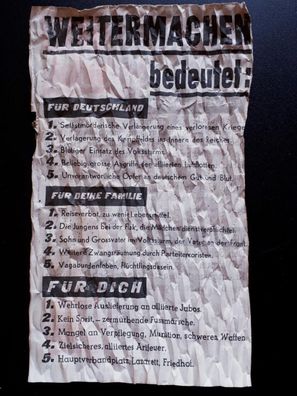 WEITERMACHEN
bedeutet:
FÜR DEUTSCHLAND
1. Selbstmörderische Verlängerung eines verlorenen Krieges
2. Verlagerung des Kampffeldes ins Innere des Reiches.
3. Blutiger Einsatz des Volkssturms.
4. Beliebig grosse Angriffe der alliierten Luftflotten.
5. Unverantwortliche Opfer an deutschem Gut und Blut.
FÜR DEINE FAMILIE
1. Reiseverbot, zu wenig Lebensmittel.
2. Die Jungens bei der Flak, die Mädchen dienstverpflichtet
3. Sohn und Grossvater im Volkssturm, der Vater an der Front.
4. Weitere Zwangsräumung durch Parteiterroristen.
5. Vagabundenleben, Flüchtlingsdasein.
FÜR DICH
1. Wehrlose Auslieferung an alliierte Jabos.
2. Kein Sprit, – zermürbende Fussmärsche.
3. Mangel an Verpflegung, Munition, schweren Waffen
4. Zielsicheres, alliiertes Arifeuer.
5. Hauptverbandplatz, Lazarett, Friedhof.